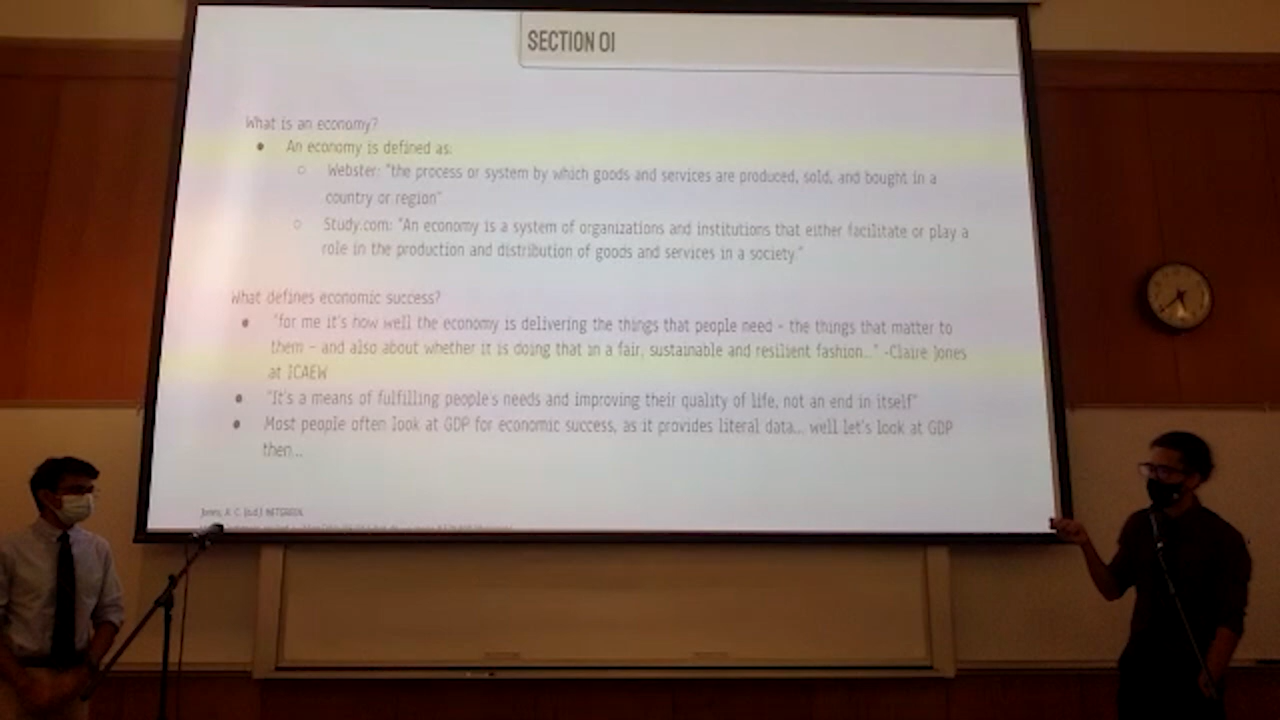 SECTION 01
What is an economy?
● An economy is defined as:
○ Webster: "the process or system by which goods and services are produced, sold, and bought in a
country or region"
○ Study.com: "An economy is a system of organizations and institutions that either facilitate or play a
role in the production and distribution of goods and services in a society."
What defines economic success?
● "for me it's how well the economy is delivering the things that people need – the things that matter to
them – and also about whether it is doing that in a fair, sustainable and resilient fashion..." -Claire Jones
at ICAEW
● "It's a means of fulfilling people's needs and improving their quality of life, not an end in itself"
● Most people often look at GDP for economic success, as it provides literal data... well let's look at GDP
then...
Jones, A. C. (n.d.)